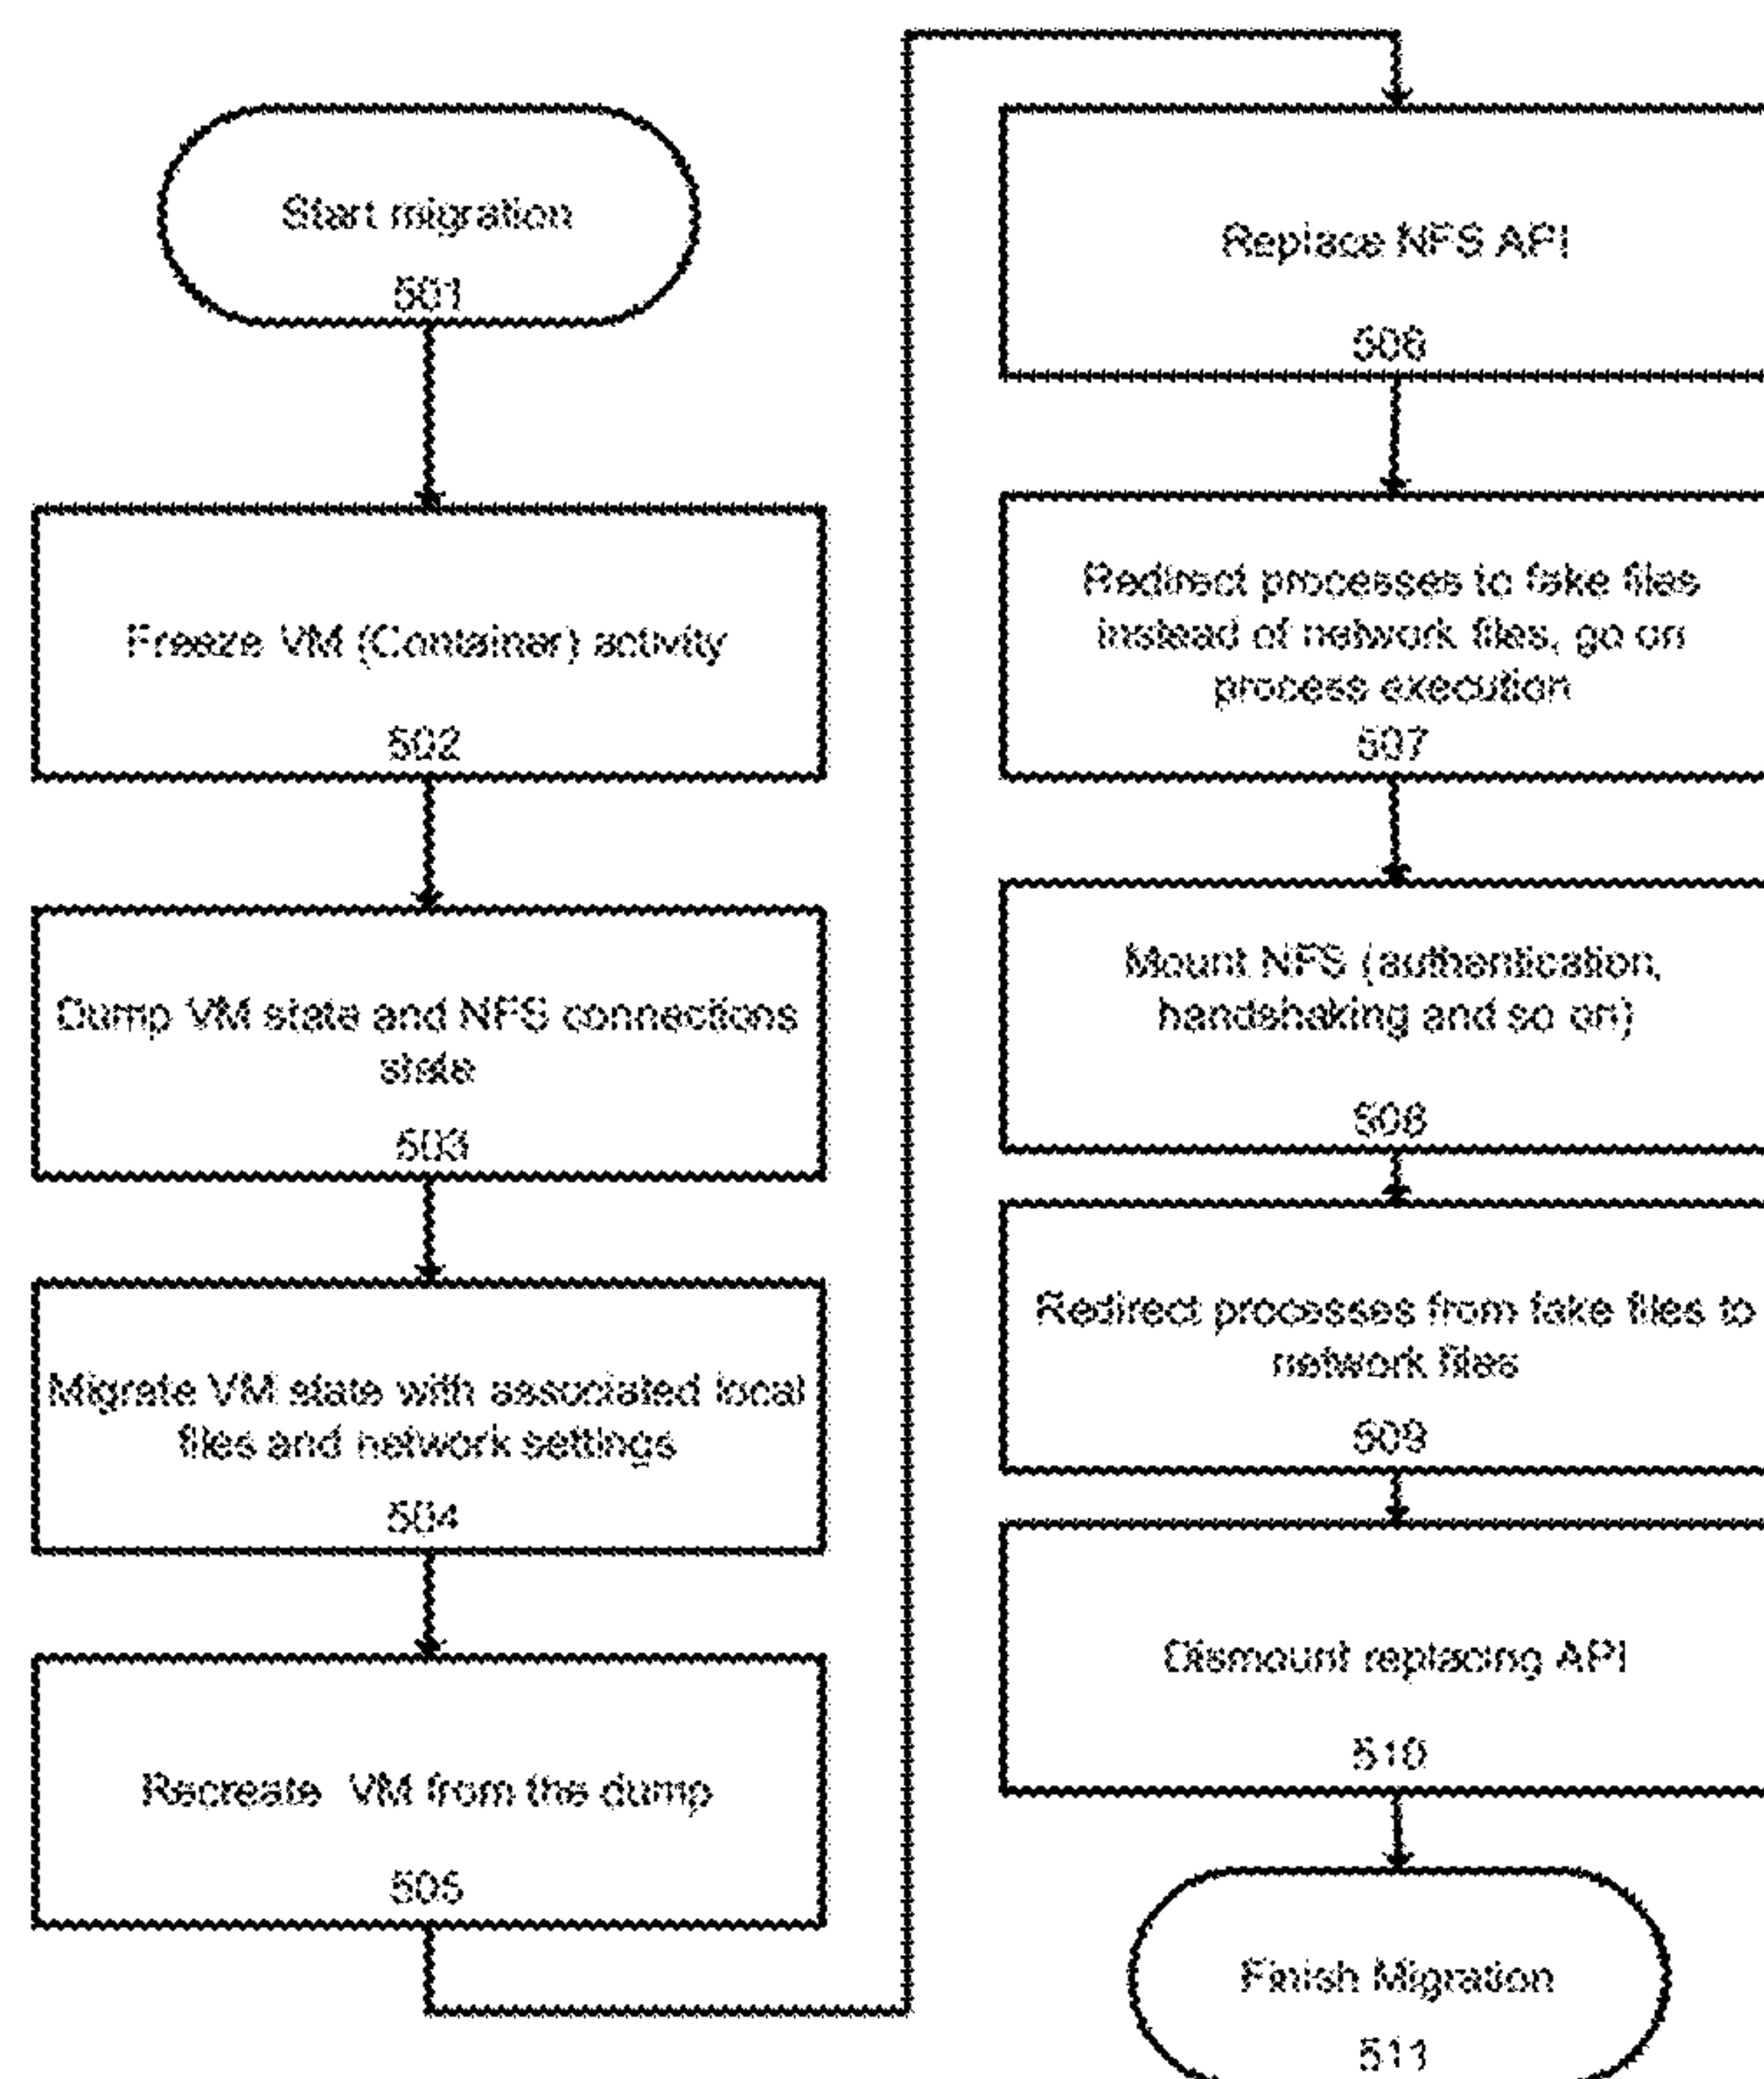 Start migration
501
Freeze VM (Container) activity
502
Dump VM state and NFS connections
state
503
Migrate VM state with associated local
files and network settings
504
Recreate VM from the dump
505
Replace NFS API
506
Redirect processes to fake files
instead of network files, go on
process execution
507
Mount NFS (authentication,
handshaking and so on)
508
Redirect processes from fake files to
network files
509
Dismount replacing API
510
Finish Migration
511